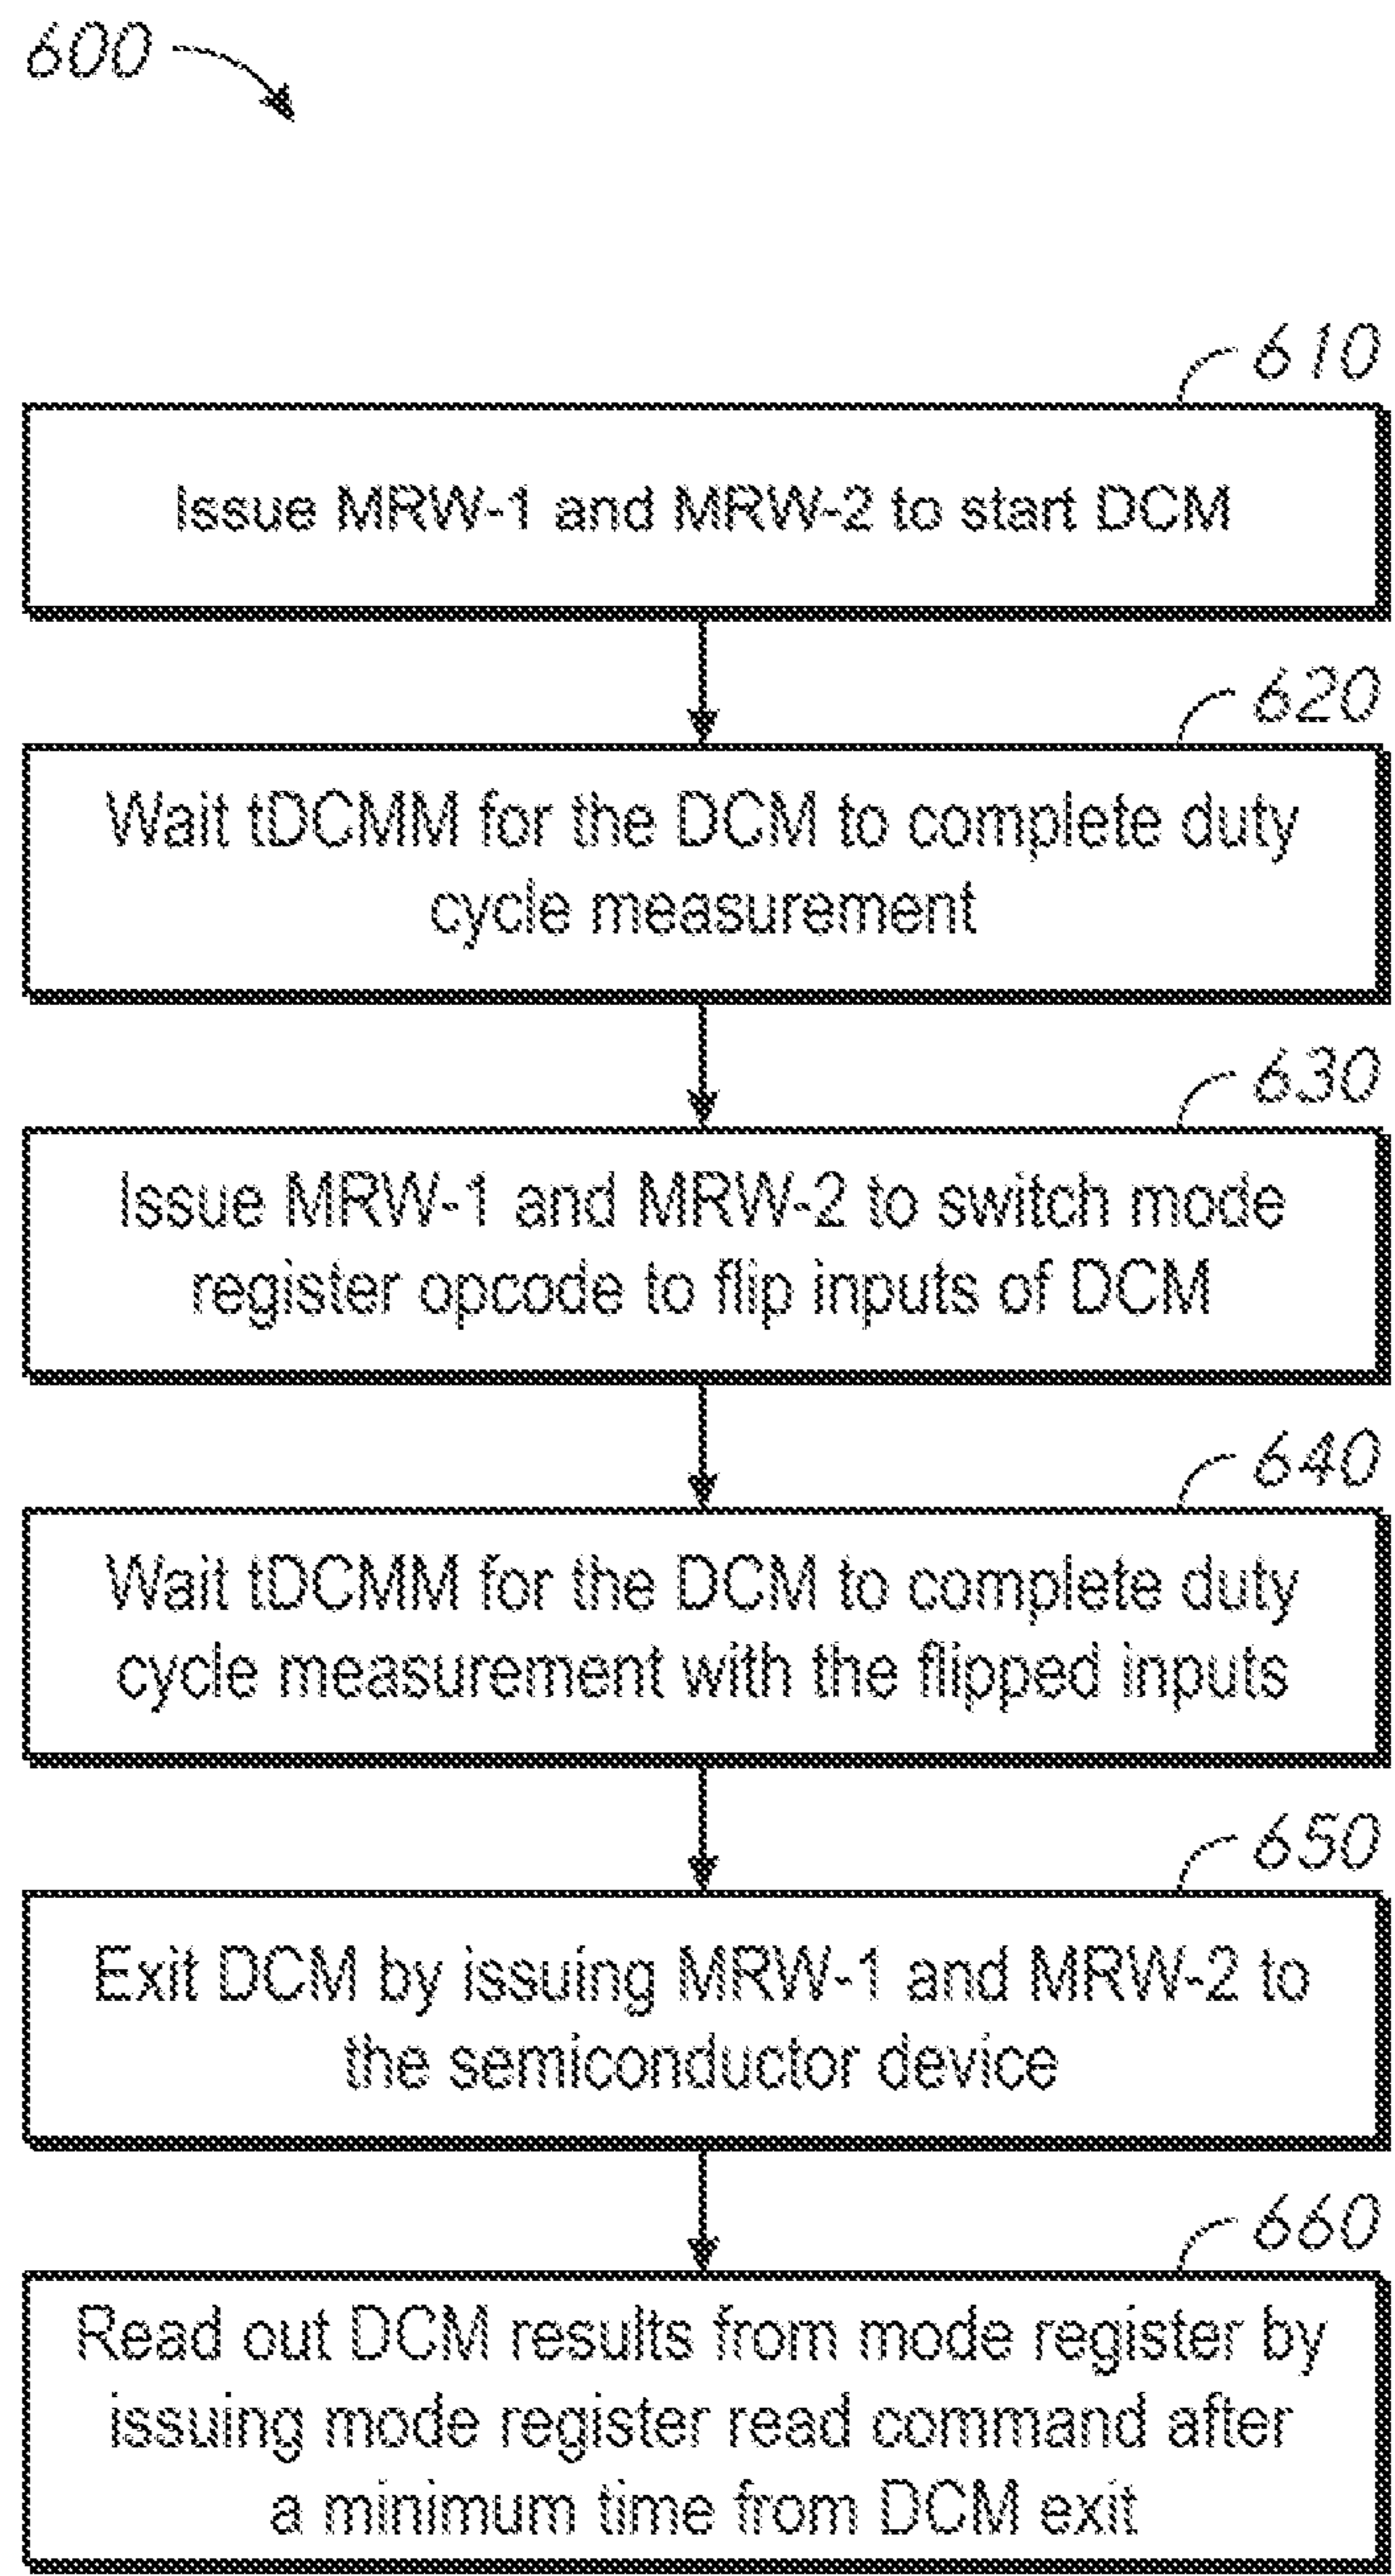 600
610
Issue MRW-1 and MRW-2 to start DCM
620
Wait tDCMM for the DCM to complete duty
cycle measurement
630
Issue MRW-1 and MRW-2 to switch mode
register opcode to flip inputs of DCM
640
Wait tDCMM for the DCM to complete duty
cycle measurement with the flipped inputs
650
Exit DCM by issuing MRW-1 and MRW-2 to
the semiconductor device
660
Read out DCM results from mode register by
issuing mode register read command after
a minimum time from DCM exit